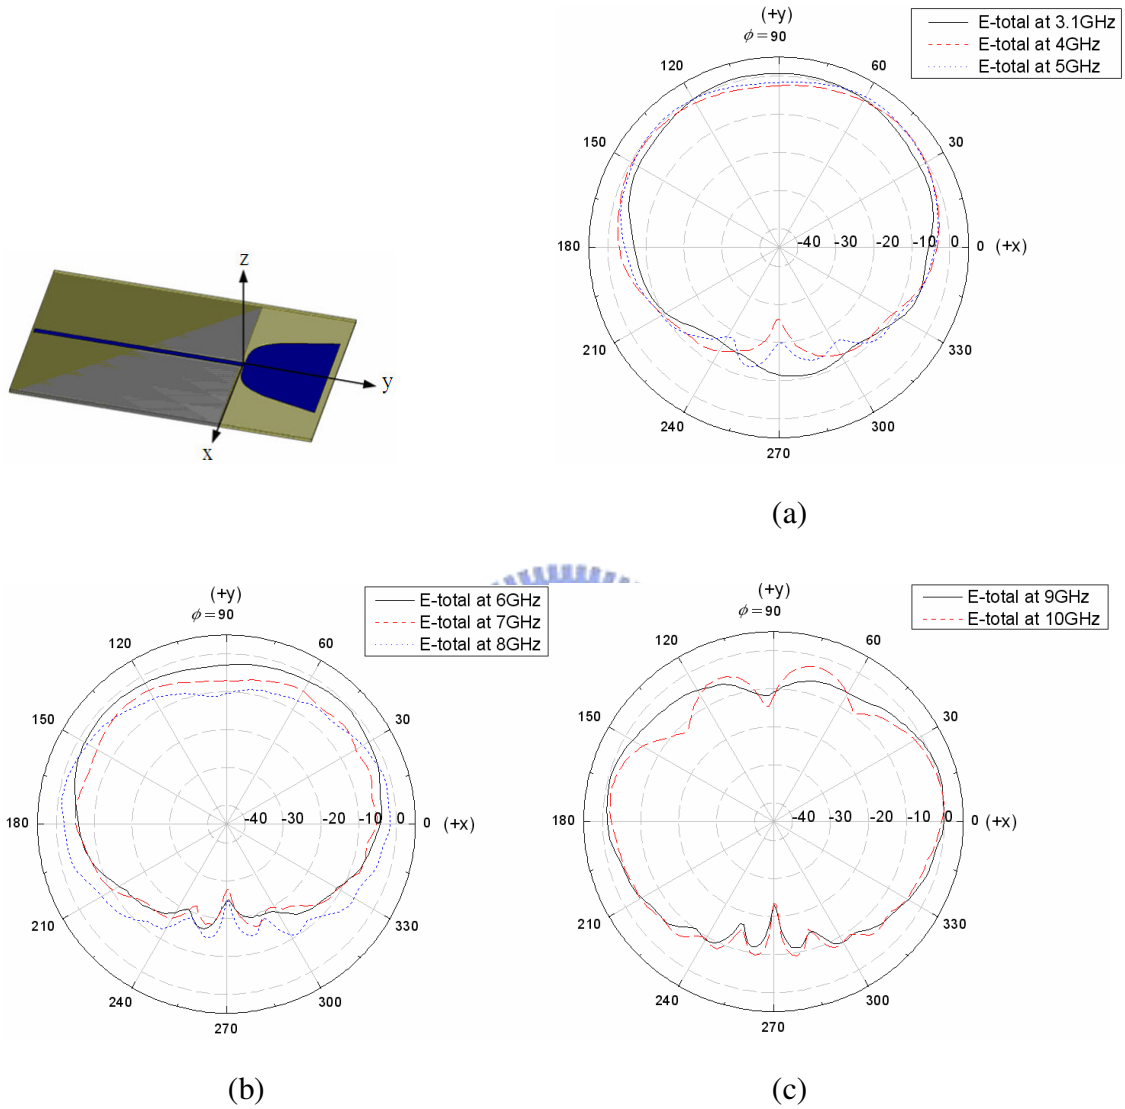 z
y
x
(+y)
ϕ = 90
E-total at 3.1GHz
E-total at 4GHz
E-total at 5GHz
120
60
150
30
180
-40 -30 -20 -10 0
0 (+x)
210
330
240
300
270
(a)
(+y)
ϕ = 90
E-total at 6GHz
E-total at 7GHz
E-total at 8GHz
120
60
150
30
180
-40 -30 -20 -10 0
0 (+x)
210
330
240
300
270
(b)
(+y)
ϕ = 90
E-total at 9GHz
E-total at 10GHz
120
60
150
30
180
-40 -30 -20 -10 0
0 (+x)
210
330
240
300
270
(c)